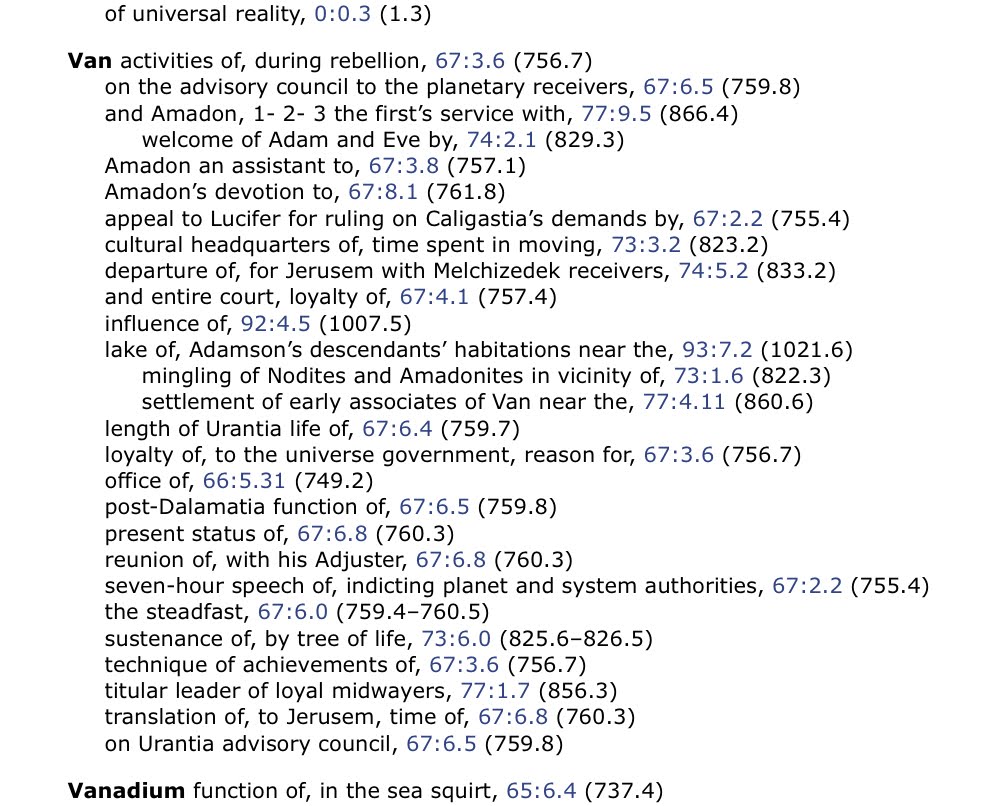 of universal reality, 0:0.3 (1.3)
Van activities of, during rebellion, 67:3.6 (756.7)
on the advisory council to the planetary receivers, 67:6.5 (759.8)
and Amadon, 1- 2- 3 the first’s service with, 77:9.5 (866.4)
welcome of Adam and Eve by, 74:2.1 (829.3)
Amadon an assistant to, 67:3.8 (757.1)
Amadon’s devotion to, 67:8.1 (761.8)
appeal to Lucifer for ruling on Caligastia’s demands by, 67:2.2 (755.4)
cultural headquarters of, time spent in moving, 73:3.2 (823.2)
departure of, for Jerusem with Melchizedek receivers, 74:5.2 (833.2)
and entire court, loyalty of, 67:4.1 (757.4)
influence of, 92:4.5 (1007.5)
lake of, Adamson’s descendants’ habitations near the, 93:7.2 (1021.6)
mingling of Nodites and Amadonites in vicinity of, 73:1.6 (822.3)
settlement of early associates of Van near the, 77:4.11 (860.6)
length of Urantia life of, 67:6.4 (759.7)
loyalty of, to the universe government, reason for, 67:3.6 (756.7)
office of, 66:5.31 (749.2)
post-Dalamatia function of, 67:6.5 (759.8)
present status of, 67:6.8 (760.3)
reunion of, with his Adjuster, 67:6.8 (760.3)
seven-hour speech of, indicting planet and system authorities, 67:2.2 (755.4)
the steadfast, 67:6.0 (759.4–760.5)
sustenance of, by tree of life, 73:6.0 (825.6–826.5)
technique of achievements of, 67:3.6 (756.7)
titular leader of loyal midwayers, 77:1.7 (856.3)
translation of, to Jerusem, time of, 67:6.8 (760.3)
on Urantia advisory council, 67:6.5 (759.8)
Vanadium function of, in the sea squirt, 65:6.4 (737.4)